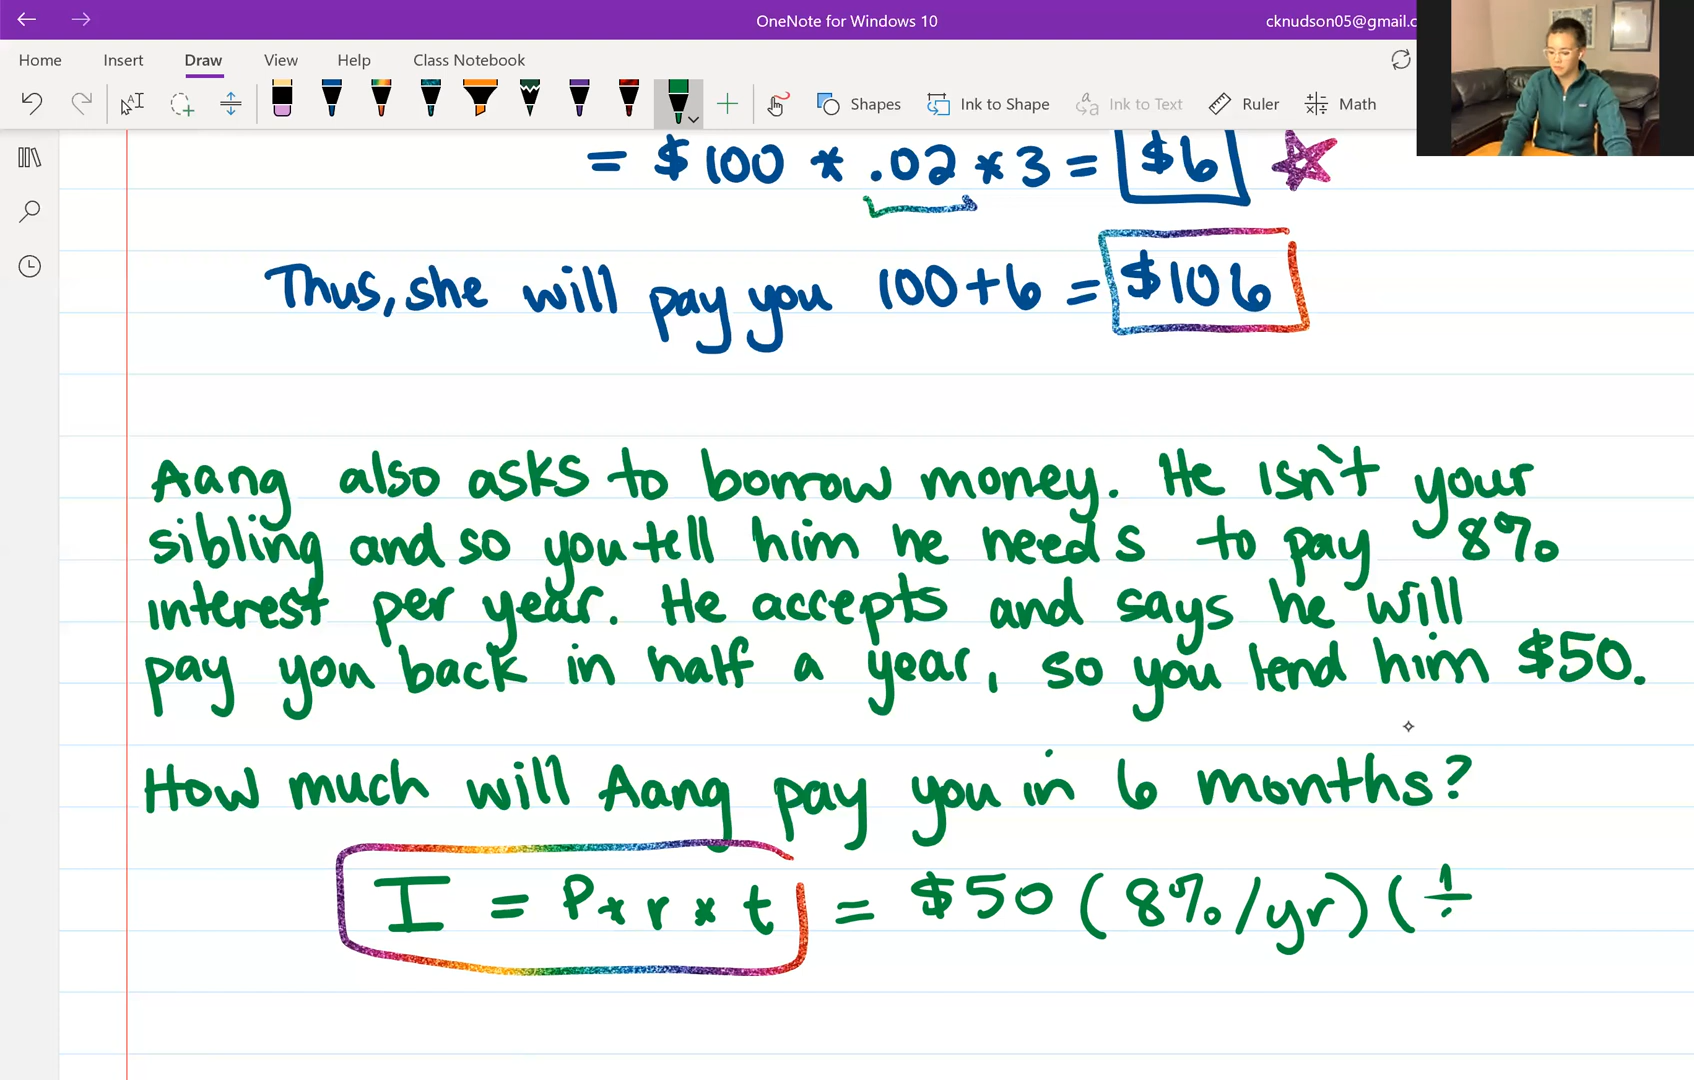 OneNote for Windows 10
cknudson05@gmail.c
Home Insert Draw View Help Class Notebook
Shapes Ink to Shape Ink to Text Ruler Math
= $100 * .02 * 3 = $6
Thus, she will pay you 100+6 = $106
Aang also asks to borrow money. He isn't your
sibling and so you tell him he needs to pay 8%
interest per year. He accepts and says he will
pay you back in half a year, so you lend him $50.
How much will Aang pay you in 6 months?
I = P * r * t = $50 (8%/yr) (1